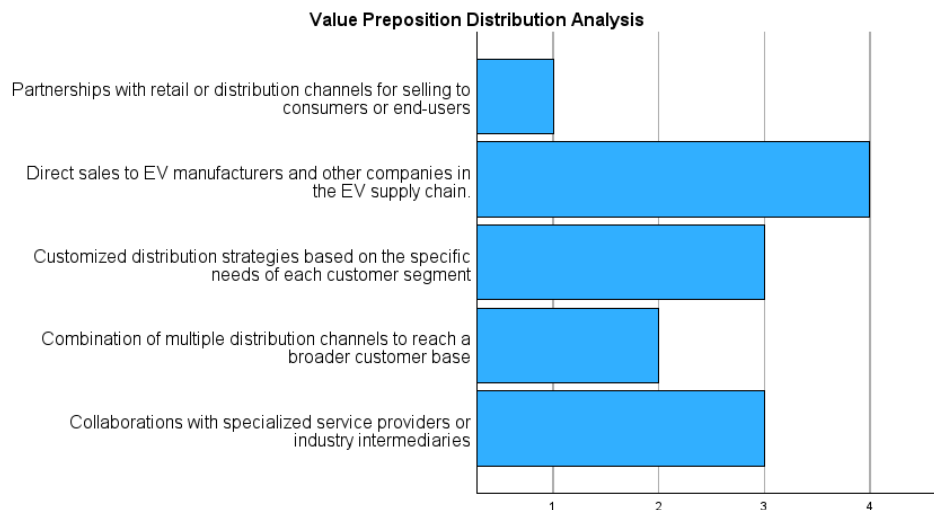 Value Preposition Distribution Analysis
Partnerships with retail or distribution channels for selling to
consumers or end-users
Direct sales to EV manufacturers and other companies in
the EV supply chain.
Customized distribution strategies based on the specific
needs of each customer segment
Combination of multiple distribution channels to reach a
broader customer base
Collaborations with specialized service providers or
industry intermediaries
1 2 3 4